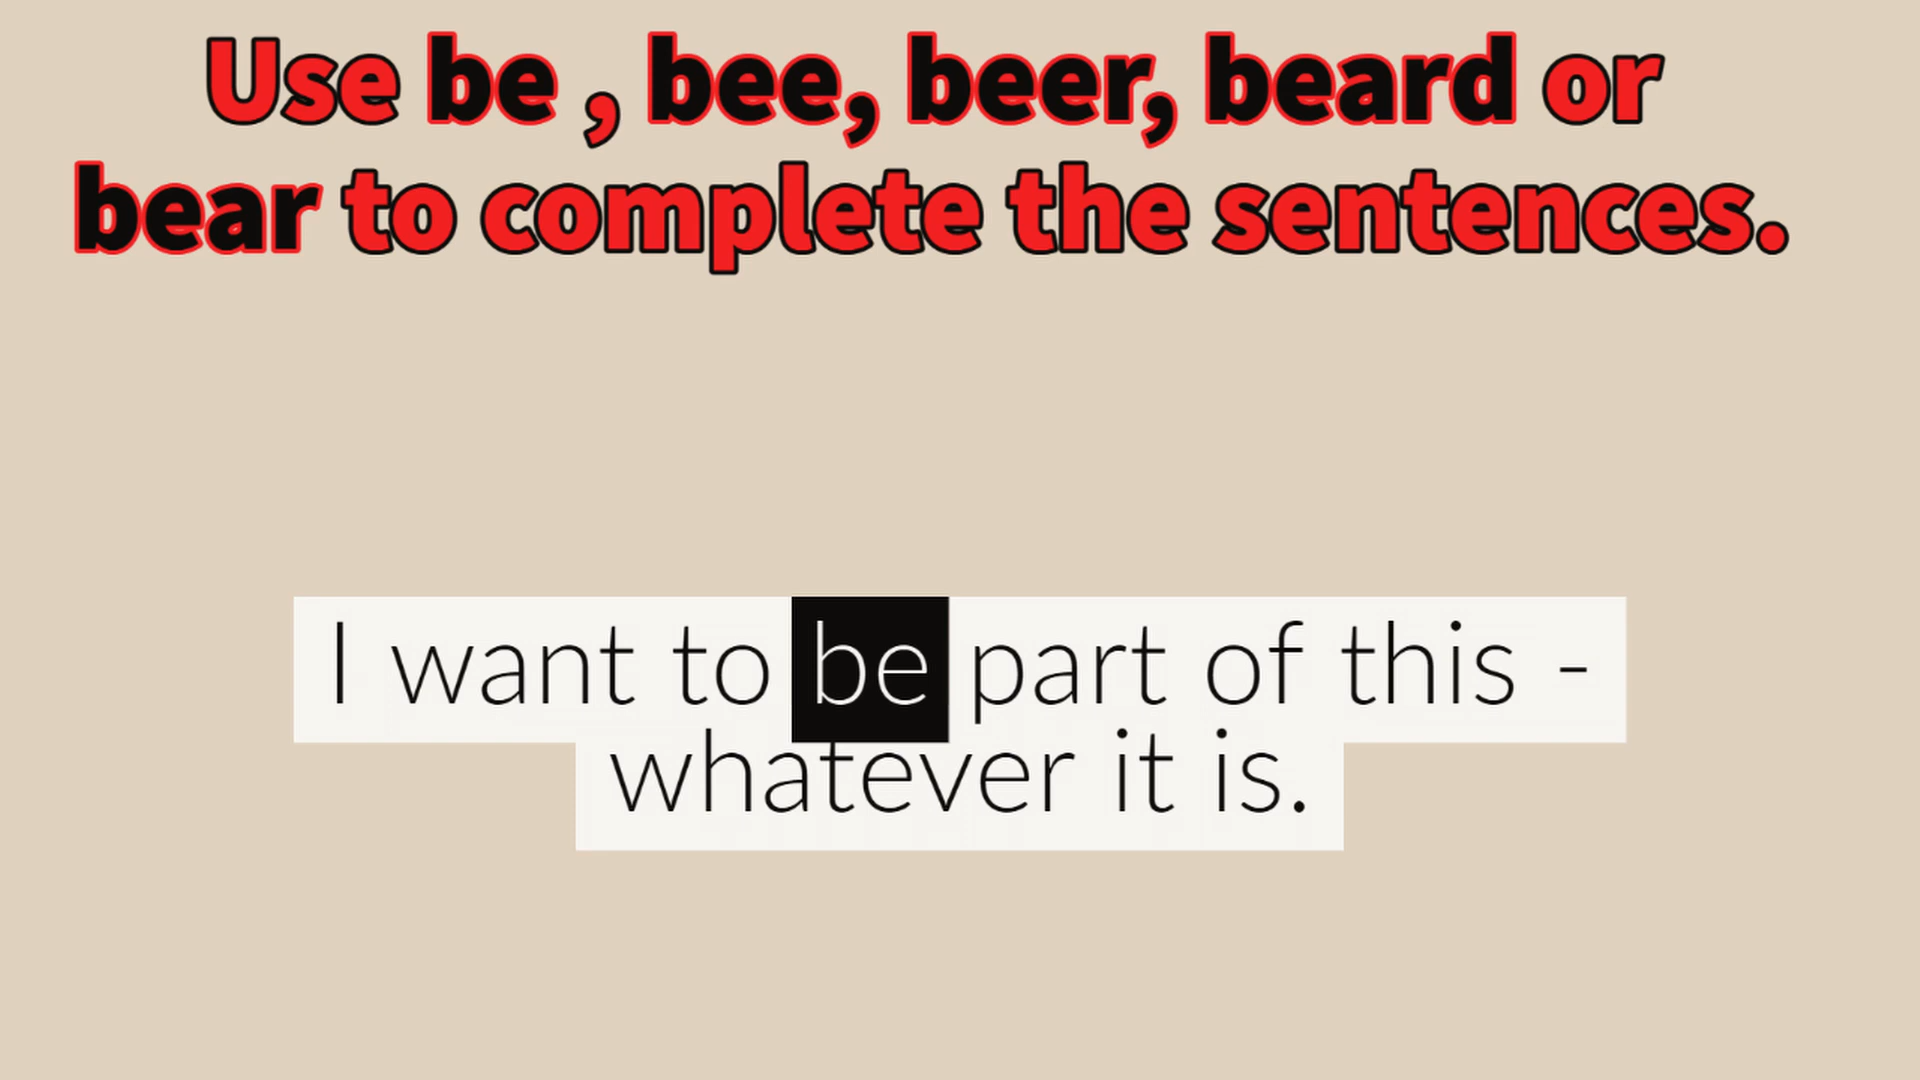 Use be , bee, beer, beard or
bear to complete the sentences.
I want to be part of this -
whatever it is.